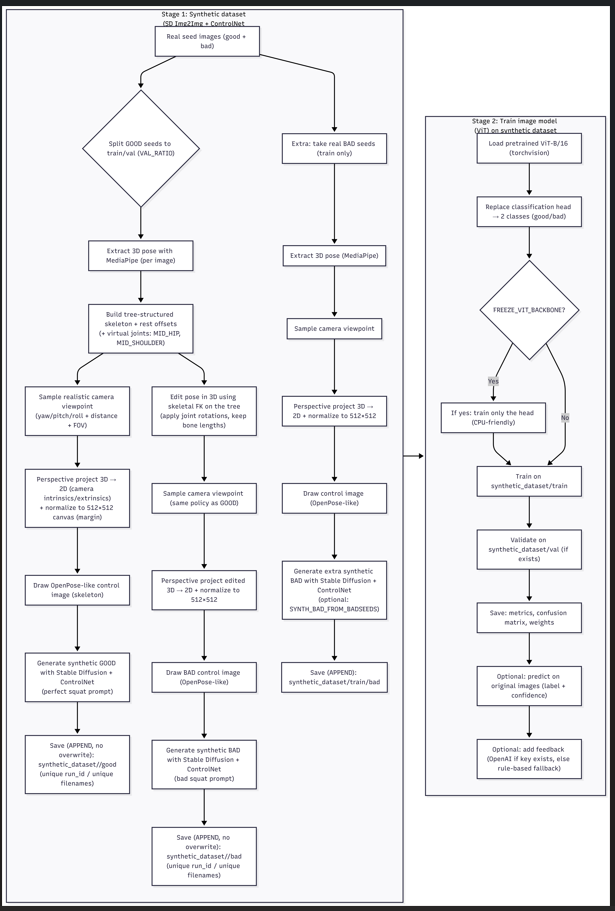 Stage 1: Synthetic dataset
(SD Img2Img + ControlNet
Real seed images (good +
bad)
Split GOOD seeds to
train/val (VAL_RATIO)
Extract 3D pose with
MediaPipe (per image)
Build tree-structured
skeleton + rest offsets
(+ virtual joints: MID_HIP,
MID_SHOULDER)
Sample realistic camera
viewpoint
(yaw/pitch/roll + distance
+ FOV)
Perspective project 3D →
2D (camera
intrinsics/extrinsics)
+ normalize to 512×512
canvas (margin)
Draw OpenPose-like control
image (skeleton)
Generate synthetic GOOD
with Stable Diffusion +
ControlNet
(perfect squat prompt)
Save (APPEND, no
overwrite):
synthetic_dataset//good
(unique run_id / unique
filenames)
Edit pose in 3D using
skeletal FK on the tree
(apply joint rotations, keep
bone lengths)
Sample camera viewpoint
(same policy as GOOD)
Perspective project edited
3D → 2D + normalize to
512×512
Draw BAD control image
(OpenPose-like)
Generate synthetic BAD
with Stable Diffusion +
ControlNet
(bad squat prompt)
Save (APPEND, no
overwrite):
synthetic_dataset//bad
(unique run_id / unique
filenames)
Extra: take real BAD seeds
(train only)
Extract 3D pose (MediaPipe)
Sample camera viewpoint
Perspective project 3D →
2D + normalize to 512×512
Draw control image
(OpenPose-like)
Generate extra synthetic
BAD with Stable Diffusion +
ControlNet
(optional:
SYNTH_BAD_FROM_BADSEEDS)
Save (APPEND):
synthetic_dataset/train/bad
Stage 2: Train image model
(ViT) on synthetic dataset
Load pretrained ViT-B/16
(torchvision)
Replace classification head
→ 2 classes (good/bad)
FREEZE_VIT_BACKBONE?
Yes
No
If yes: train only the head
(CPU-friendly)
Train on
synthetic_dataset/train
Validate on
synthetic_dataset/val (if
exists)
Save: metrics, confusion
matrix, weights
Optional: predict on
original images (label +
confidence)
Optional: add feedback
(OpenAI if key exists, else
rule-based fallback)